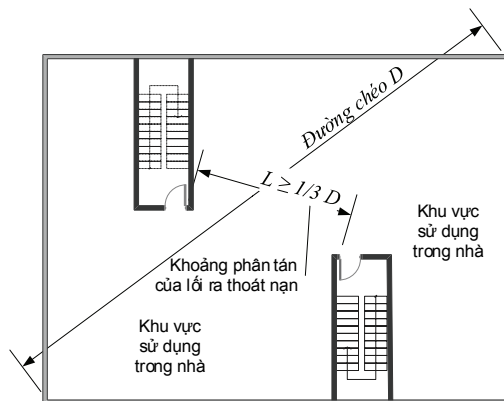 Đường chéo D
L ≥ 1/3 D
Khu vực
sử dụng
trong nhà
Khoảng phân tán
của lối ra thoát nạn
Khu vực
sử dụng
trong nhà